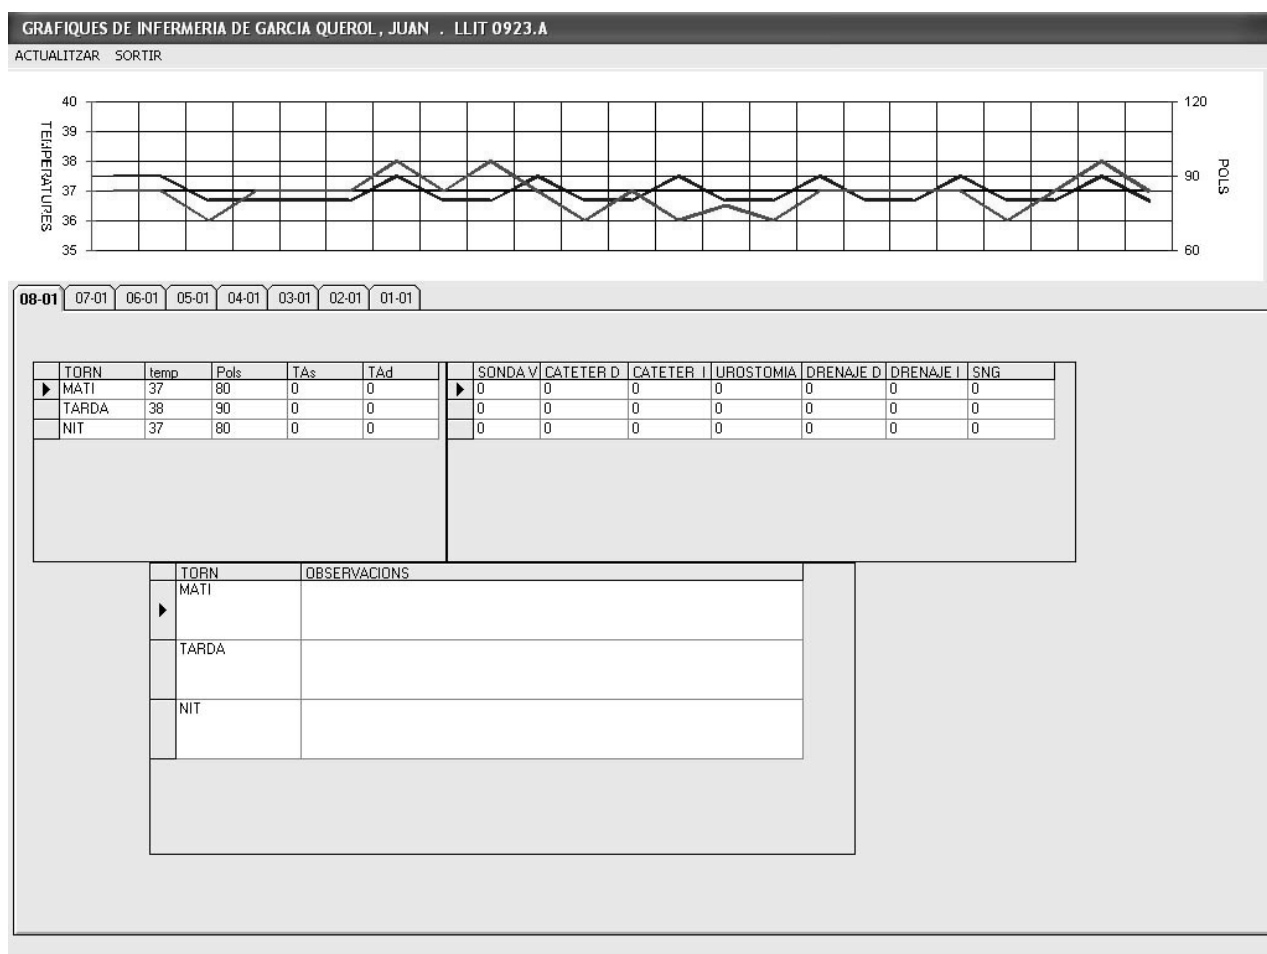 GRAFIQUES DE INFERMERIA DE GARCIA QUEROL, JUAN . LLIT 0923.A
ACTUALITZAR SORTIR
TEMPERATURES
40
39
38
37
36
35
120
90
60
POLS
08-01 07-01 06-01 05-01 04-01 03-01 02-01 01-01
TORN temp Pols TAs TAd
MATI 37 80 0 0
TARDA 38 90 0 0
NIT 37 80 0 0
SONDA V CATETER D CATETER I UROSTOMIA DRENAJE D DRENAJE I SNG
0 0 0 0 0 0 0
0 0 0 0 0 0 0
0 0 0 0 0 0 0
TORN OBSERVACIONS
MATI
TARDA
NIT